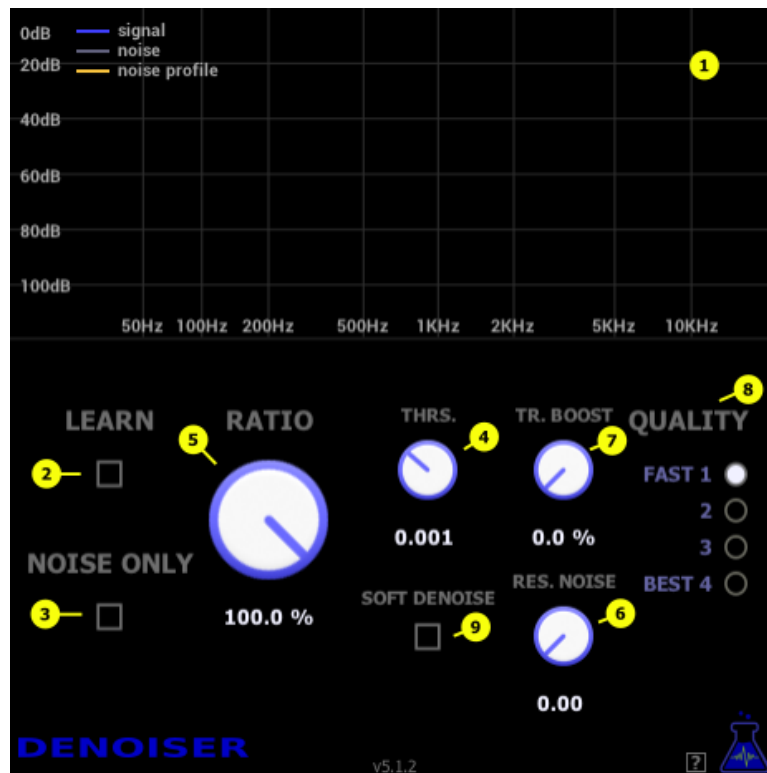 0dB
signal
noise
20dB
noise profile
1
40dB
60dB
80dB
100dB
50Hz 100Hz 200Hz 500Hz 1KHz 2KHz 5KHz 10KHz
8
LEARN RATIO THRS. TR. BOOST QUALITY
5 4 7
2 FAST 1
2
0.001 0.0 % 3
NOISE ONLY RES. NOISE BEST 4
SOFT DENOISE
3 100.0 % 9 6
0.00
DENOISER
v5.1.2 ?